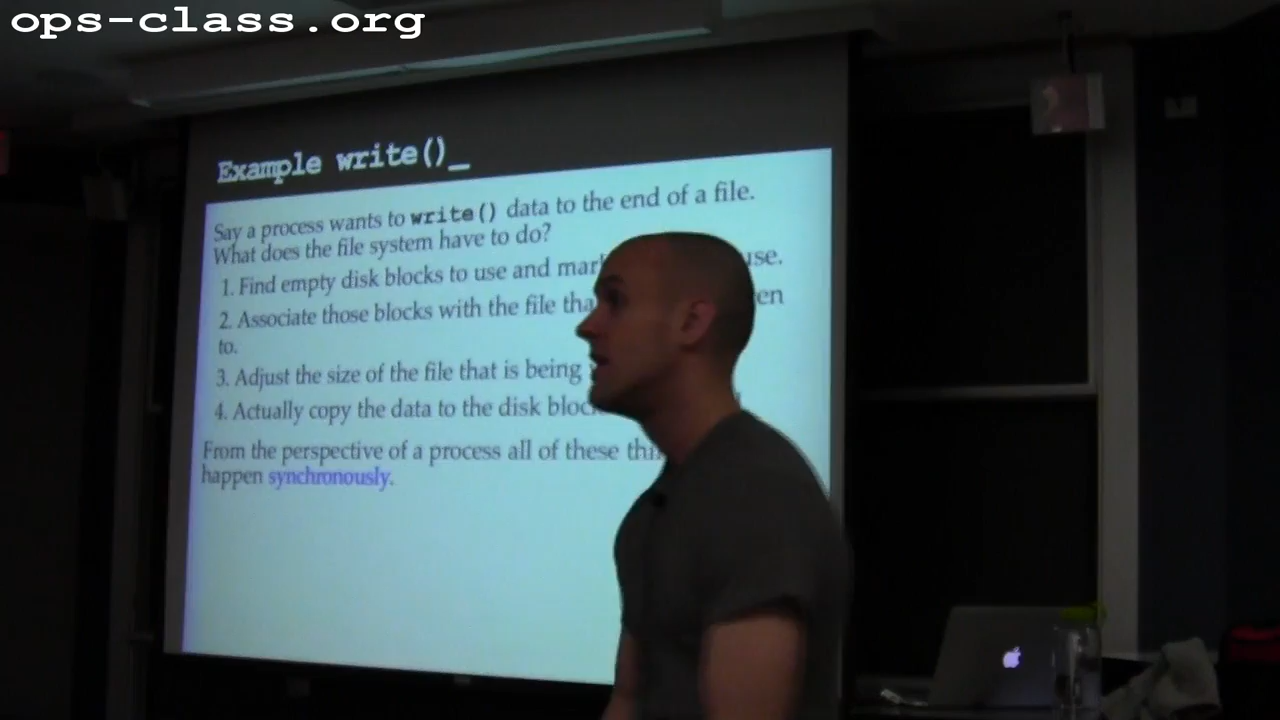 ops-class.org
Example write()_
Say a process wants to write() data to the end of a file.
What does the file system have to do?
1. Find empty disk blocks to use and mar use.
2. Associate those blocks with the file tha en
to.
3. Adjust the size of the file that is being
4. Actually copy the data to the disk bloc
From the perspective of a process all of these thi
happen synchronously.